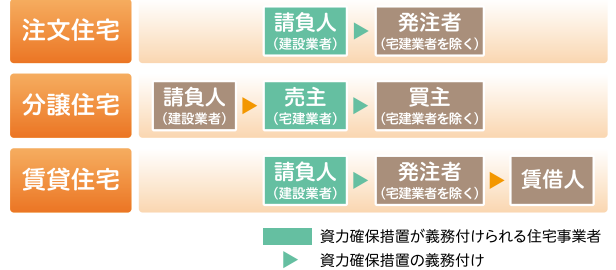 注文住宅
請負人
（建設業者）
発注者
（宅建業者を除く）
分譲住宅
請負人
（建設業者）
売主
（宅建業者）
買主
（宅建業者を除く）
賃貸住宅
請負人
（建設業者）
発注者
（宅建業者を除く）
賃借人
資力確保措置が義務付けられる住宅事業者
資力確保措置の義務付け